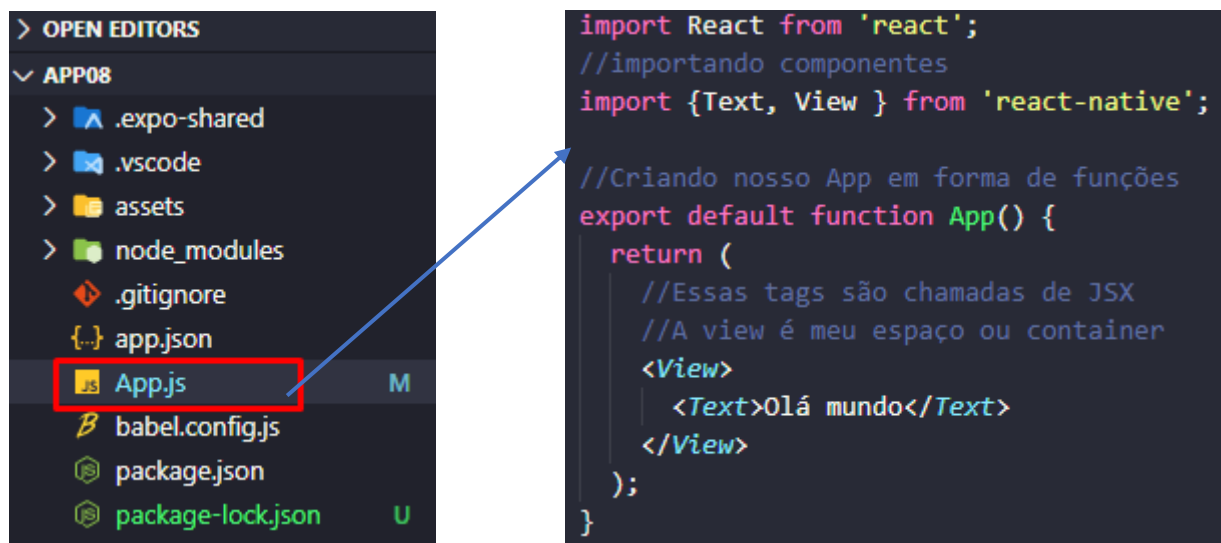 OPEN EDITORS
APP08
.expo-shared
.vscode
assets
node_modules
.gitignore
{...} app.json
JS App.js M
babel.config.js
package.json
package-lock.json U
import React from 'react';
//importando componentes
import {Text, View } from 'react-native';
//Criando nosso App em forma de funções
export default function App() {
return (
//Essas tags são chamadas de JSX
//A view é meu espaço ou container
<View>
<Text>Olá mundo</Text>
</View>
);
}